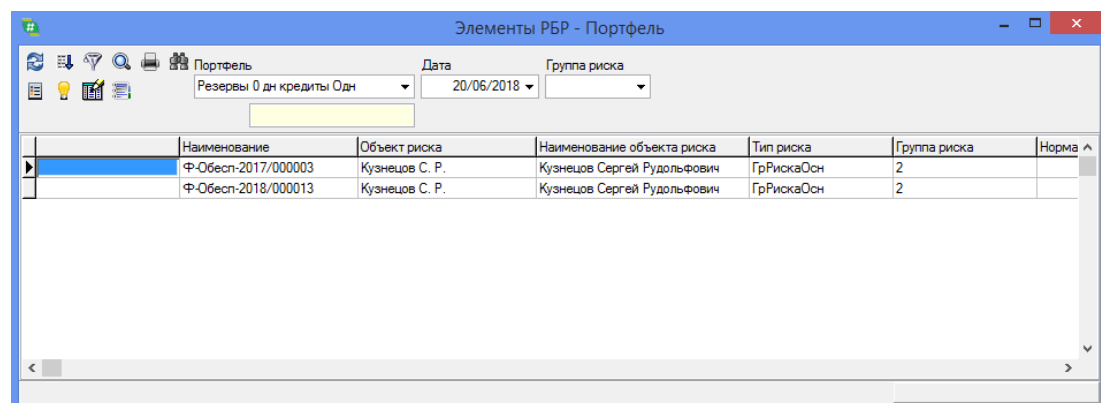 Элементы РБР - Портфель
Портфель Дата Группа риска
Резервы 0 дн кредиты Одн 20/06/2018
Наименование Объект риска Наименование объекта риска Тип риска Группа риска Норма
Ф-Обесп-2017/000003 Кузнецов С. Р. Кузнецов Сергей Рудольфович ГрРискаОсн 2
Ф-Обесп-2018/000013 Кузнецов С. Р. Кузнецов Сергей Рудольфович ГрРискаОсн 2